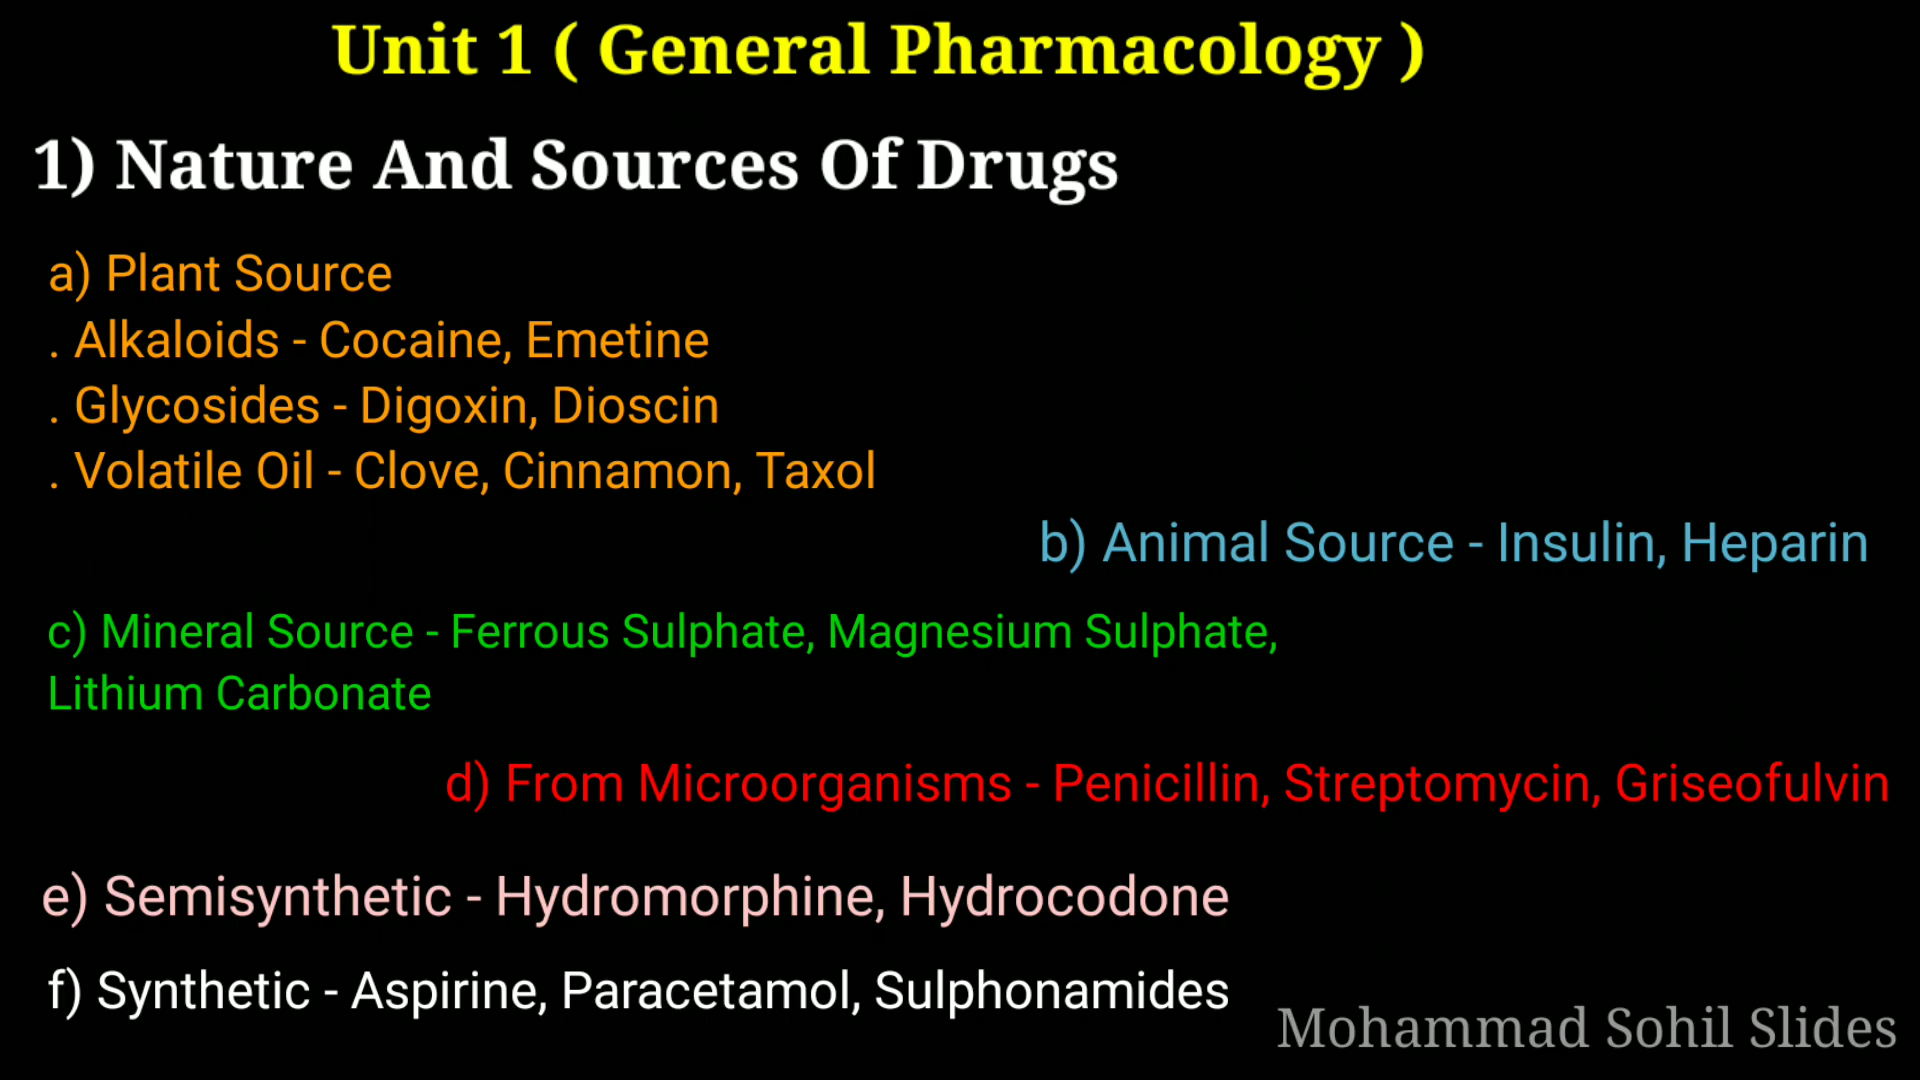 Unit 1 ( General Pharmacology )
1) Nature And Sources Of Drugs
a) Plant Source
. Alkaloids - Cocaine, Emetine
. Glycosides - Digoxin, Dioscin
. Volatile Oil - Clove, Cinnamon, Taxol
b) Animal Source - Insulin, Heparin
c) Mineral Source - Ferrous Sulphate, Magnesium Sulphate,
Lithium Carbonate
d) From Microorganisms - Penicillin, Streptomycin, Griseofulvin
e) Semisynthetic - Hydromorphine, Hydrocodone
f) Synthetic - Aspirine, Paracetamol, Sulphonamides
Mohammad Sohil Slides